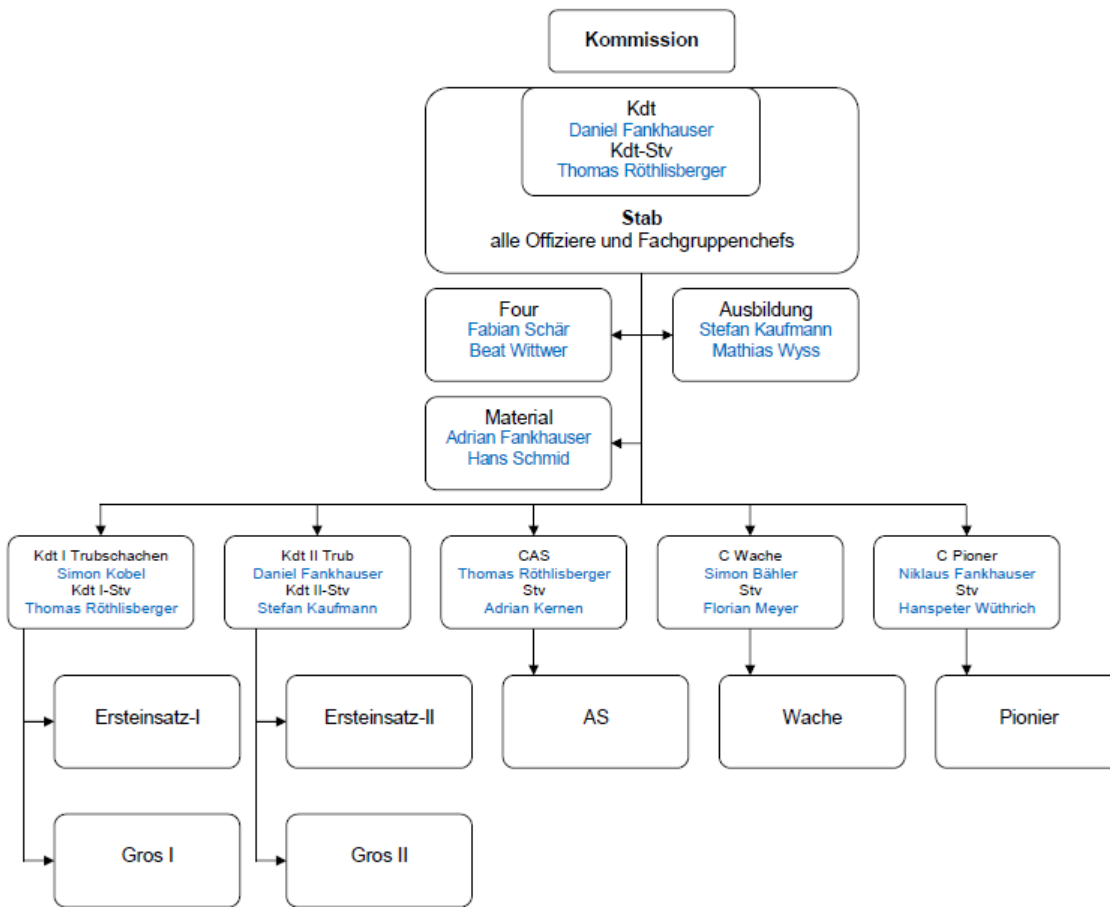 Kommission
Kdt
Daniel Fankhauser
Kdt-Stv
Thomas Röthlisberger
Stab
alle Offiziere und Fachgruppenchefs
Four
Fabian Schär
Beat Wittwer
Ausbildung
Stefan Kaufmann
Mathias Wyss
Material
Adrian Fankhauser
Hans Schmid
Kdt I Trubschachen
Simon Kobel
Kdt I-Stv
Thomas Röthlisberger
Kdt II Trub
Daniel Fankhauser
Kdt II-Stv
Stefan Kaufmann
CAS
Thomas Röthlisberger
Stv
Adrian Kernen
C Wache
Simon Bähler
Stv
Florian Meyer
C Pioner
Niklaus Fankhauser
Stv
Hanspeter Wüthrich
Ersteinsatz-I
Ersteinsatz-II
AS
Wache
Pionier
Gros I
Gros II